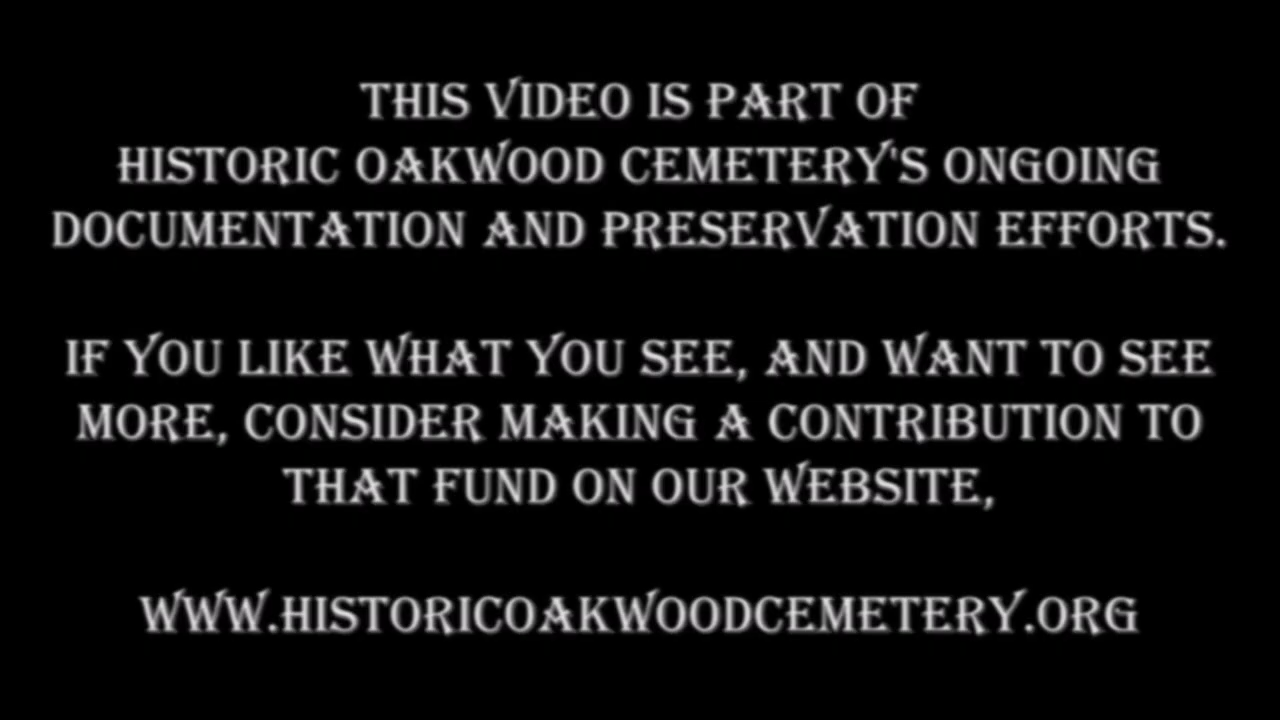 THIS VIDEO IS PART OF
HISTORIC OAKWOOD CEMETERY'S ONGOING
DOCUMENTATION AND PRESERVATION EFFORTS.
IF YOU LIKE WHAT YOU SEE, AND WANT TO SEE
MORE, CONSIDER MAKING A CONTRIBUTION TO
THAT FUND ON OUR WEBSITE,
WWW.HISTORICOAKWOODCEMETERY.ORG